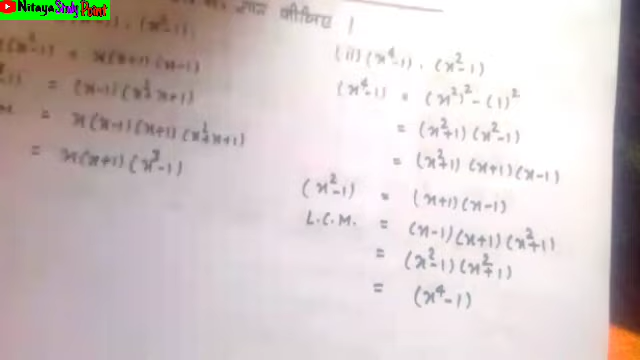 Nitaya Study Point
ज्ञात कीजिए।
= x(x+1)(x-1)
= (x-1)(x²+x+1)
= x(x-1)(x+1)(x²+x+1)
= x(x+1)(x³-1)
(ii) (x⁴-1), (x²-1)
(x⁴-1) = (x²)² - (1)²
= (x²+1)(x²-1)
= (x²+1)(x+1)(x-1)
(x²-1) = (x+1)(x-1)
L.C.M. = (x-1)(x+1)(x²+1)
= (x²-1)(x²+1)
= (x⁴-1)